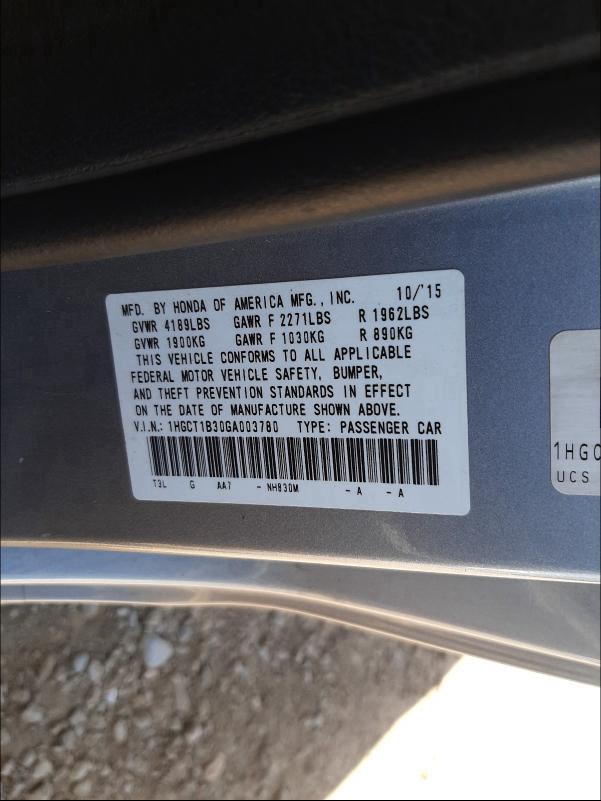 MFD. BY HONDA OF AMERICA MFG., INC. 10/'15
GVWR 4189LBS GAWR F 2271LBS R 1962LBS
GVWR 1900KG GAWR F 1030KG R 890KG
THIS VEHICLE CONFORMS TO ALL APPLICABLE
FEDERAL MOTOR VEHICLE SAFETY, BUMPER,
AND THEFT PREVENTION STANDARDS IN EFFECT
ON THE DATE OF MANUFACTURE SHOWN ABOVE.
V.I.N.: 1HGCT1B30GA003780 TYPE: PASSENGER CAR
T3L G AA7 - NH830M - A - A
1HGC
UCS